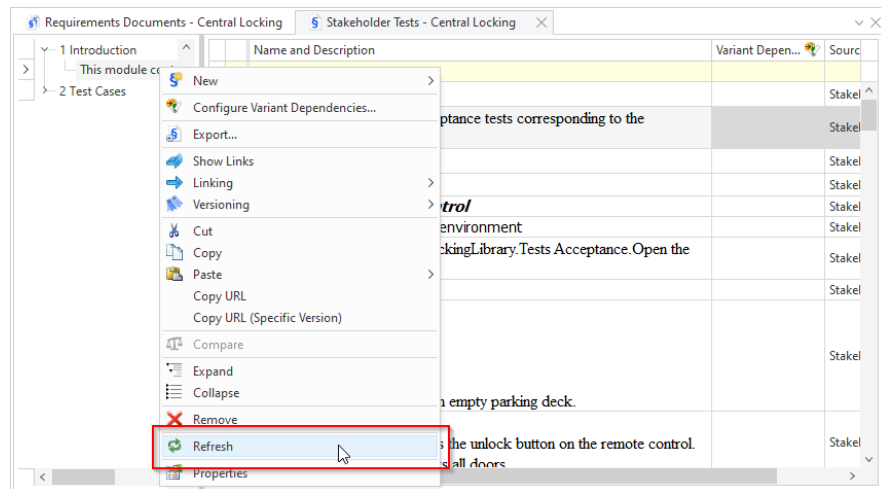 Requirements Documents - Central Locking
Stakeholder Tests - Central Locking
1 Introduction
This module
2 Test Cases
Name and Description
Variant Depen...
Sourc
New
Configure Variant Dependencies...
Export...
Show Links
Linking
Versioning
Cut
Copy
Paste
Copy URL
Copy URL (Specific Version)
Compare
Expand
Collapse
Remove
Refresh
Properties
ptance tests corresponding to the
trol
environment
kingLibrary.Tests Acceptance.Open the
empty parking deck.
the unlock button on the remote control.
all doors
Stakel
Stakel
Stakel
Stakel
Stakel
Stakel
Stakel
Stakel
Stakel
Stakel